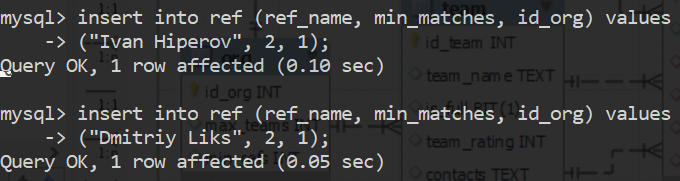 mysql> insert into ref (ref_name, min_matches, id_org) values
-> ("Ivan Hiperov", 2, 1);
Query OK, 1 row affected (0.10 sec)
mysql> insert into ref (ref_name, min_matches, id_org) values
-> ("Dmitriy Liks", 2, 1);
Query OK, 1 row affected (0.05 sec)
team
id_team INT
team_name TEXT
id_org INT
max_teams INT
team_rating INT
contacts TEXT